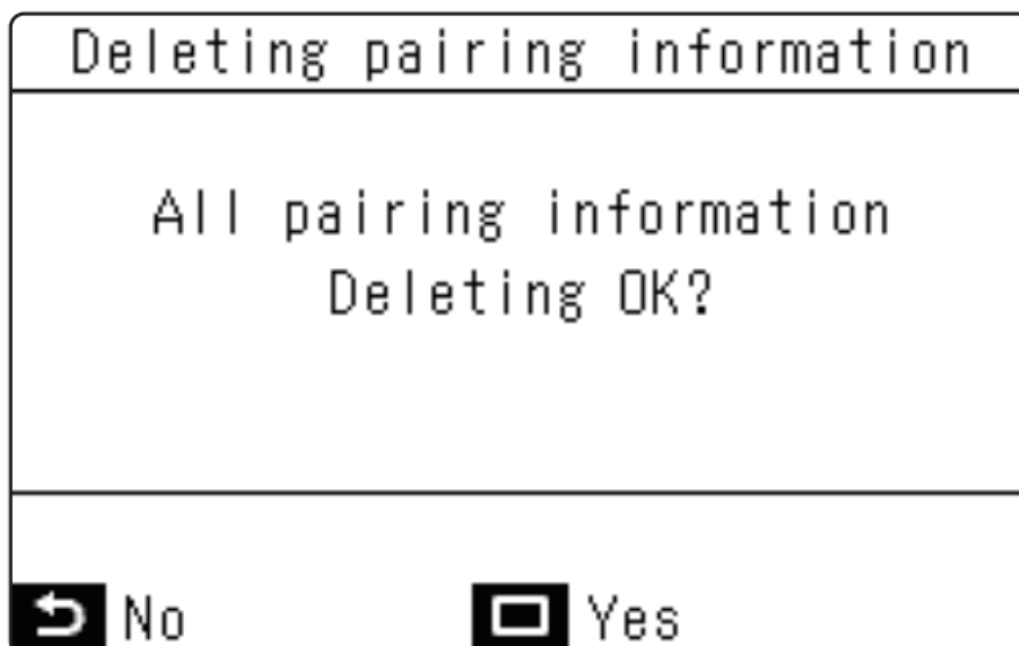 Deleting pairing information
All pairing information
Deleting OK?
No Yes